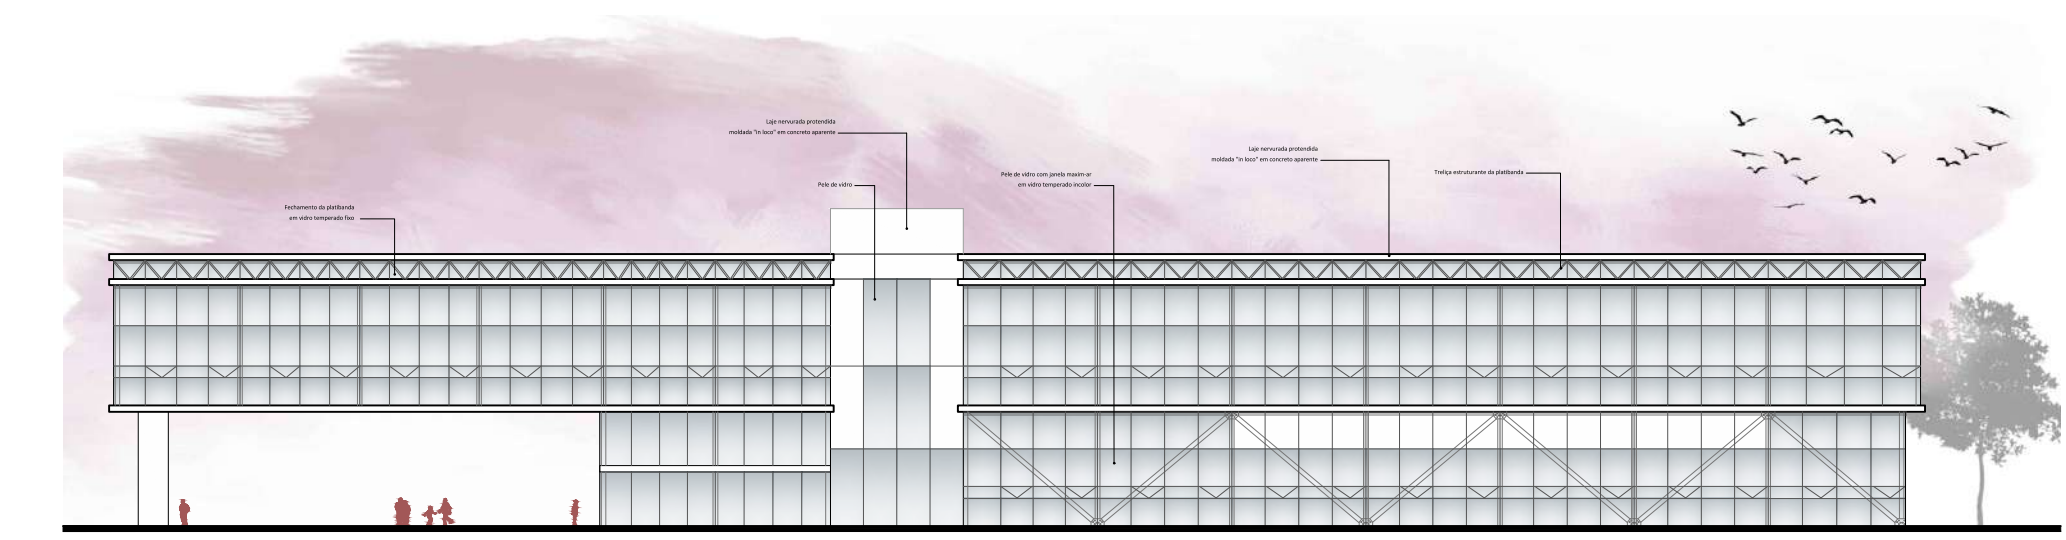 Laje nervurada protendida
moldada "in loco" em concreto aparente
Laje nervurada protendida
moldada "in loco" em concreto aparente
Pele de vidro com janela maxim-ar
em vidro temperado incolor
Treliça estruturante da platibanda
Pele de vidro
Fechamento da platibanda
em vidro temperado fixo